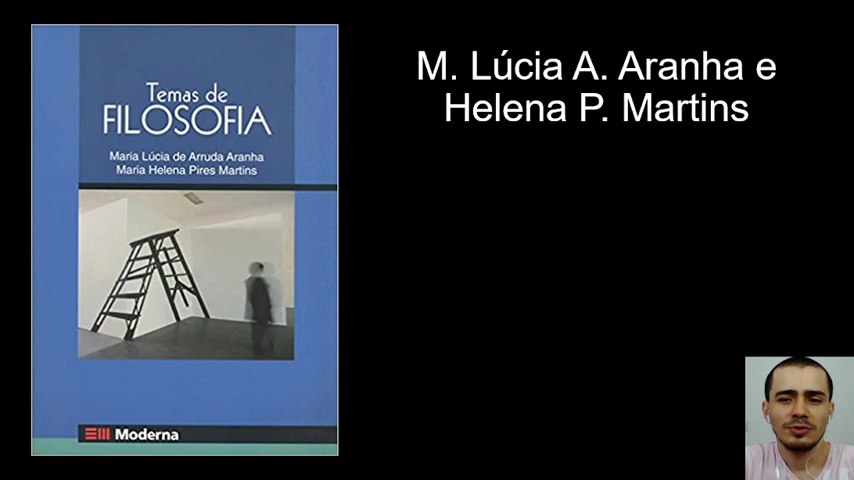 Temas de
FILOSOFIA
Maria Lúcia de Arruda Aranha
Maria Helena Pires Martins
Moderna
M. Lúcia A. Aranha e
Helena P. Martins